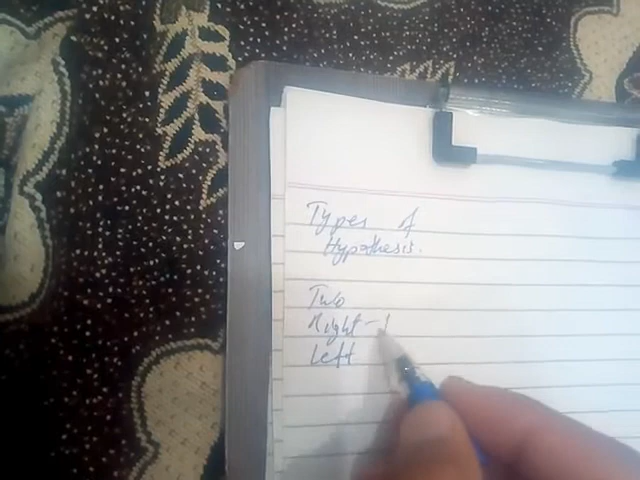 Types of
Hypothesis.
Two
Right -
Left